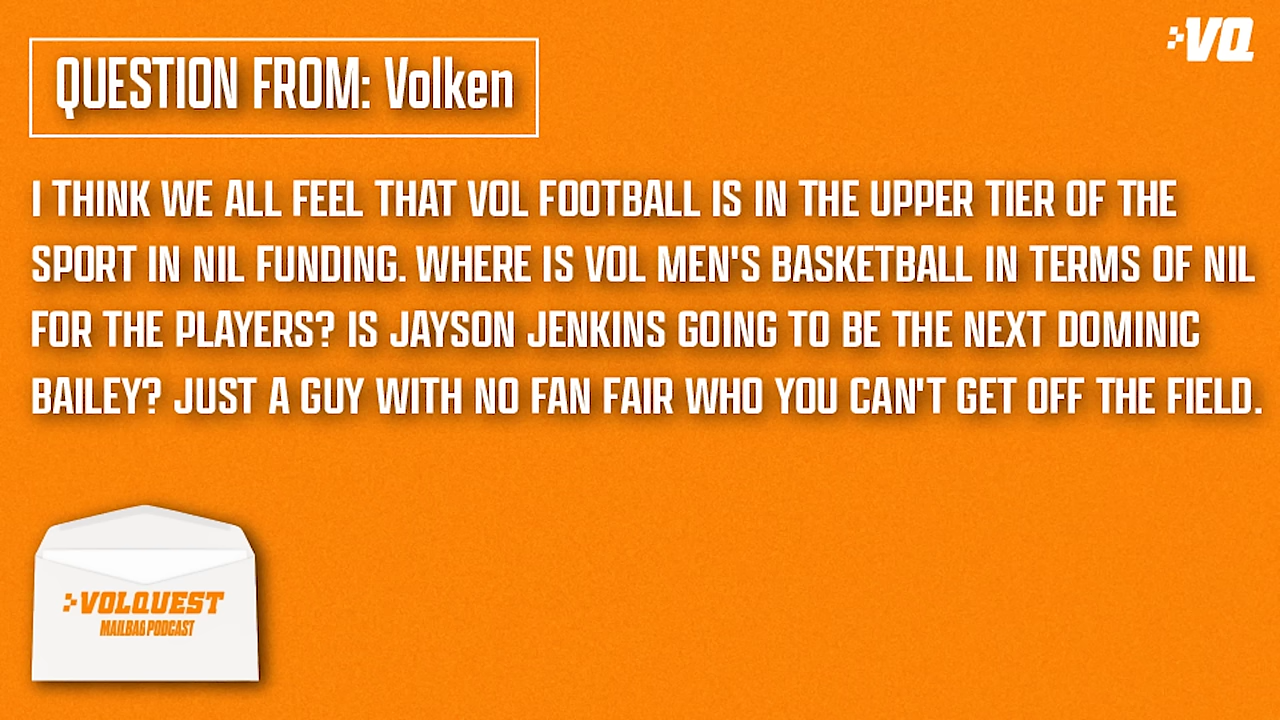 VQ
QUESTION FROM: Volken
I THINK WE ALL FEEL THAT VOL FOOTBALL IS IN THE UPPER TIER OF THE
SPORT IN NIL FUNDING. WHERE IS VOL MEN'S BASKETBALL IN TERMS OF NIL
FOR THE PLAYERS? IS JAYSON JENKINS GOING TO BE THE NEXT DOMINIC
BAILEY? JUST A GUY WITH NO FAN FAIR WHO YOU CAN'T GET OFF THE FIELD.
VOLQUEST
MAILBAG PODCAST